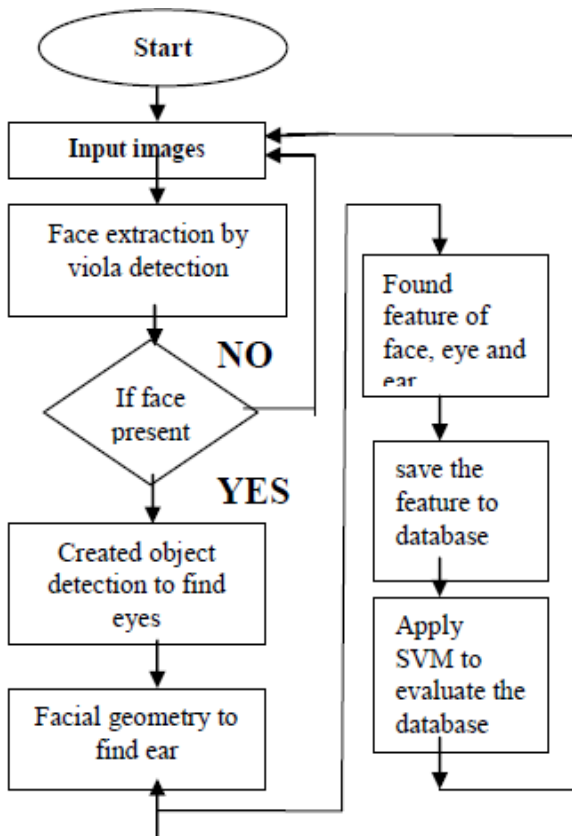 Start
Input images
Face extraction by
viola detection
NO
If face
present
YES
Created object
detection to find
eyes
Facial geometry to
find ear
Found
feature of
face, eye and
ear
save the
feature to
database
Apply
SVM to
evaluate the
database